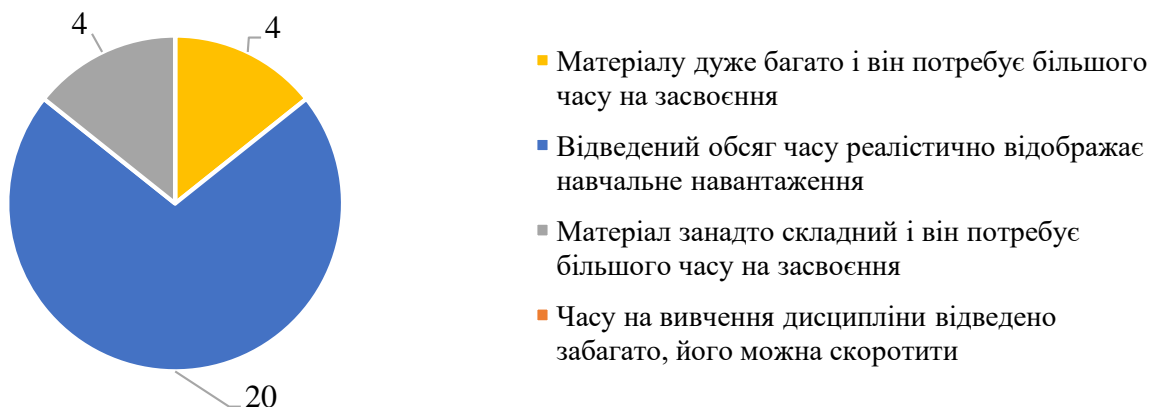 4
4
20
Матеріалу дуже багато і він потребує більшого
часу на засвоєння
Відведений обсяг часу реалістично відображає
навчальне навантаження
Матеріал занадто складний і він потребує
більшого часу на засвоєння
Часу на вивчення дисципліни відведено
забагато, його можна скоротити